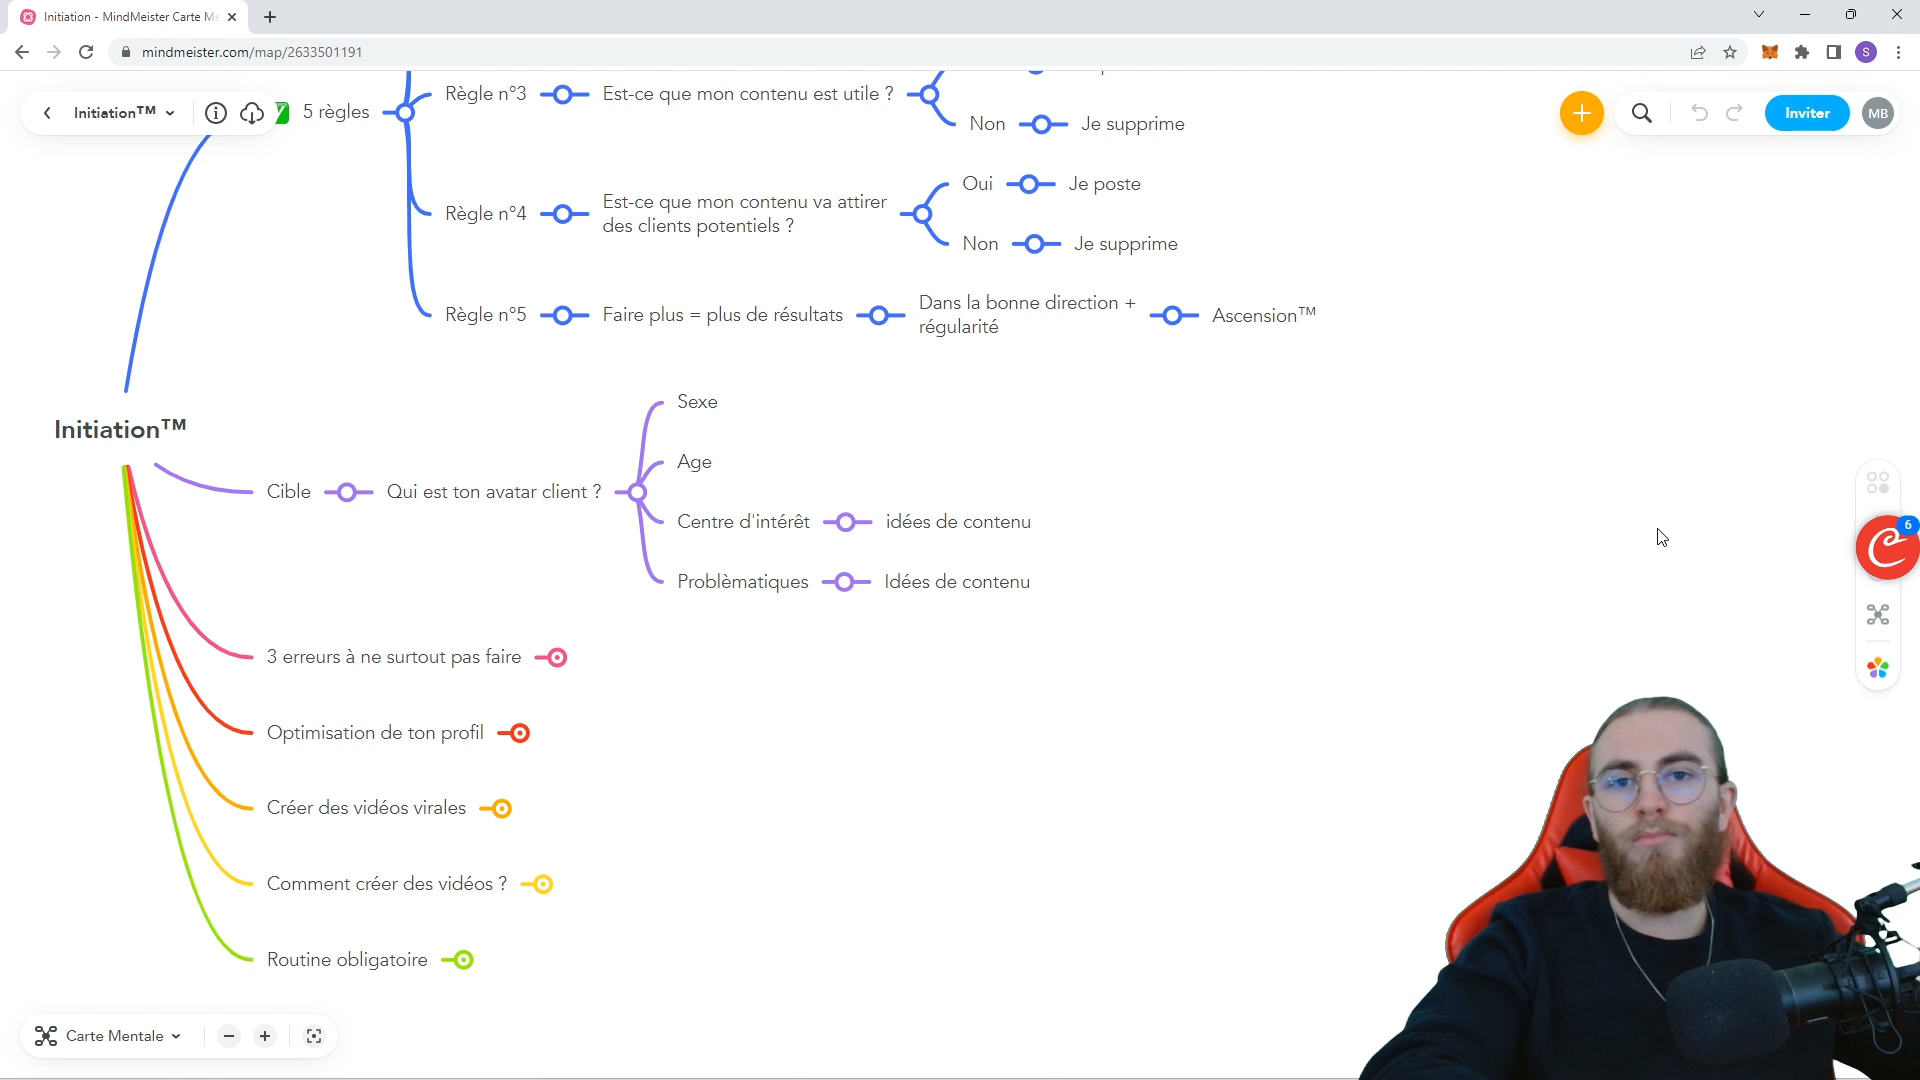 Initiation - MindMeister Carte Me
mindmeister.com/map/2633501191
S
Initiation™
5 règles
Inviter
MB
Règle n°3
Est-ce que mon contenu est utile ?
Non
Je supprime
Règle n°4
Est-ce que mon contenu va attirer
des clients potentiels ?
Oui
Je poste
Non
Je supprime
Règle n°5
Faire plus = plus de résultats
Dans la bonne direction +
régularité
Ascension™
Initiation™
Cible
Qui est ton avatar client ?
Sexe
Age
Centre d'intérêt
idées de contenu
Problèmatiques
Idées de contenu
6
3 erreurs à ne surtout pas faire
Optimisation de ton profil
Créer des vidéos virales
Comment créer des vidéos ?
Routine obligatoire
Carte Mentale